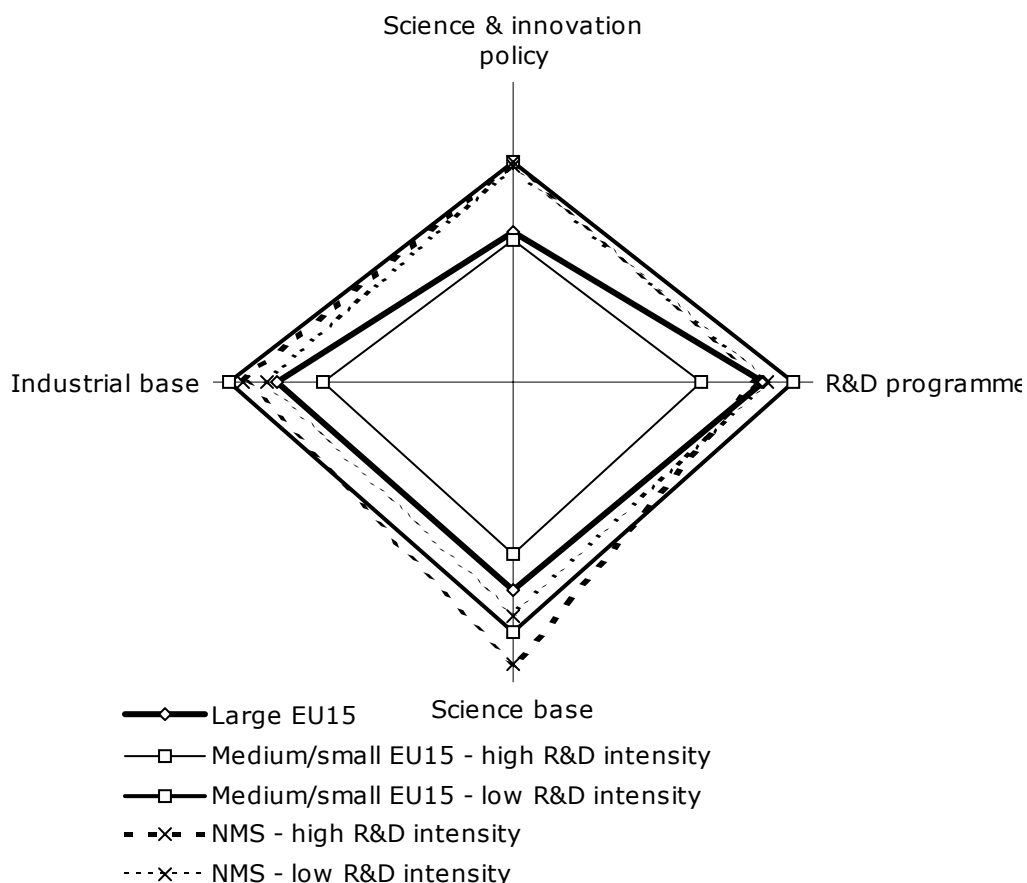 Science & innovation
policy
Industrial base
R&D programme
Science base
Large EU15
Medium/small EU15 - high R&D intensity
Medium/small EU15 - low R&D intensity
NMS - high R&D intensity
NMS - low R&D intensity